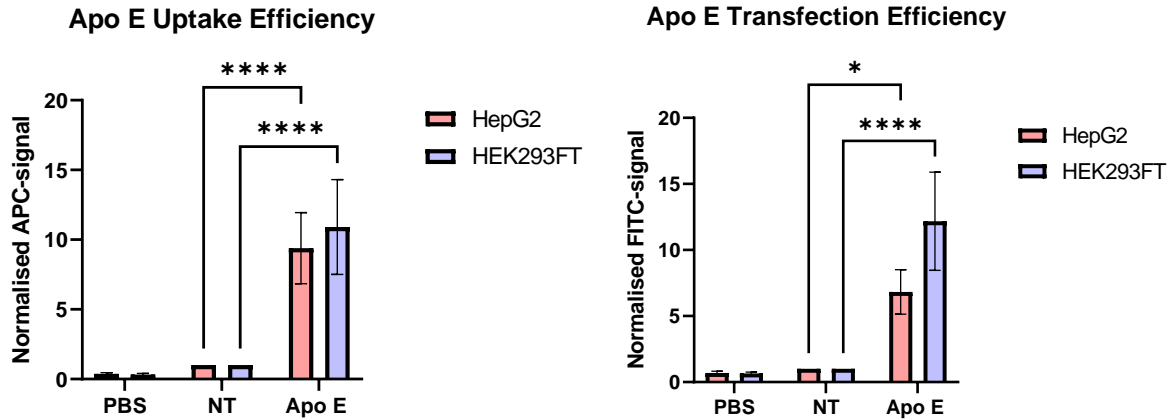 Apo E Uptake Efficiency
****
****
20
15
10
5
0
Normalised APC-signal
PBS NT Apo E
HepG2
HEK293FT
Apo E Transfection Efficiency
*
****
20
15
10
5
0
Normalised FITC-signal
PBS NT Apo E
HepG2
HEK293FT